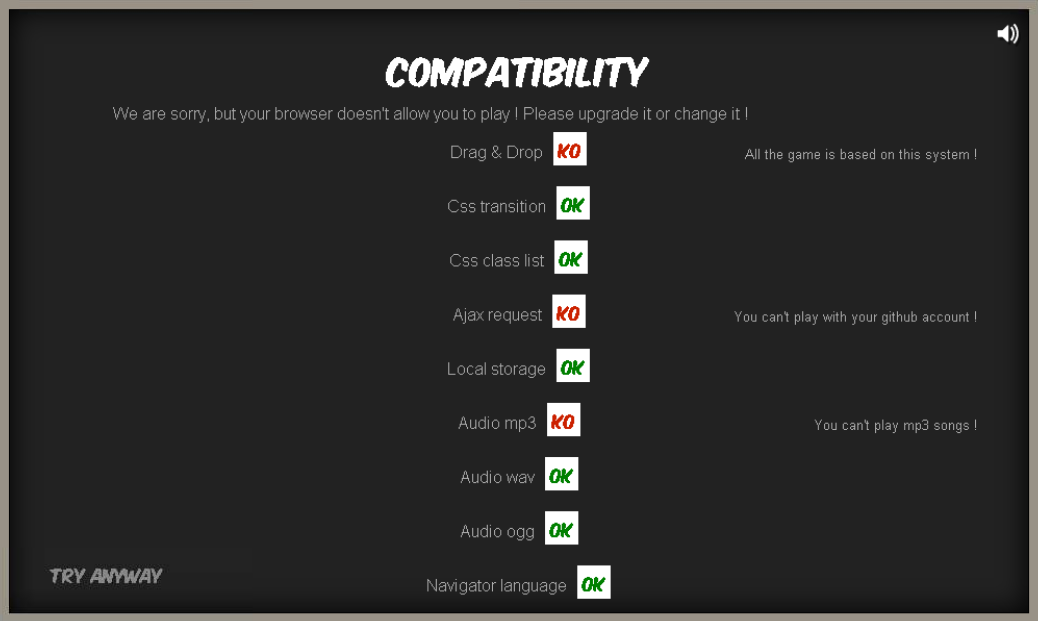 COMPATIBILITY
We are sorry, but your browser doesn't allow you to play ! Please upgrade it or change it !
Drag & Drop KO All the game is based on this system !
Css transition OK
Css class list OK
Ajax request KO You can't play with your github account !
Local storage OK
Audio mp3 KO You can't play mp3 songs !
Audio wav OK
Audio ogg OK
TRY ANYWAY
Navigator language OK